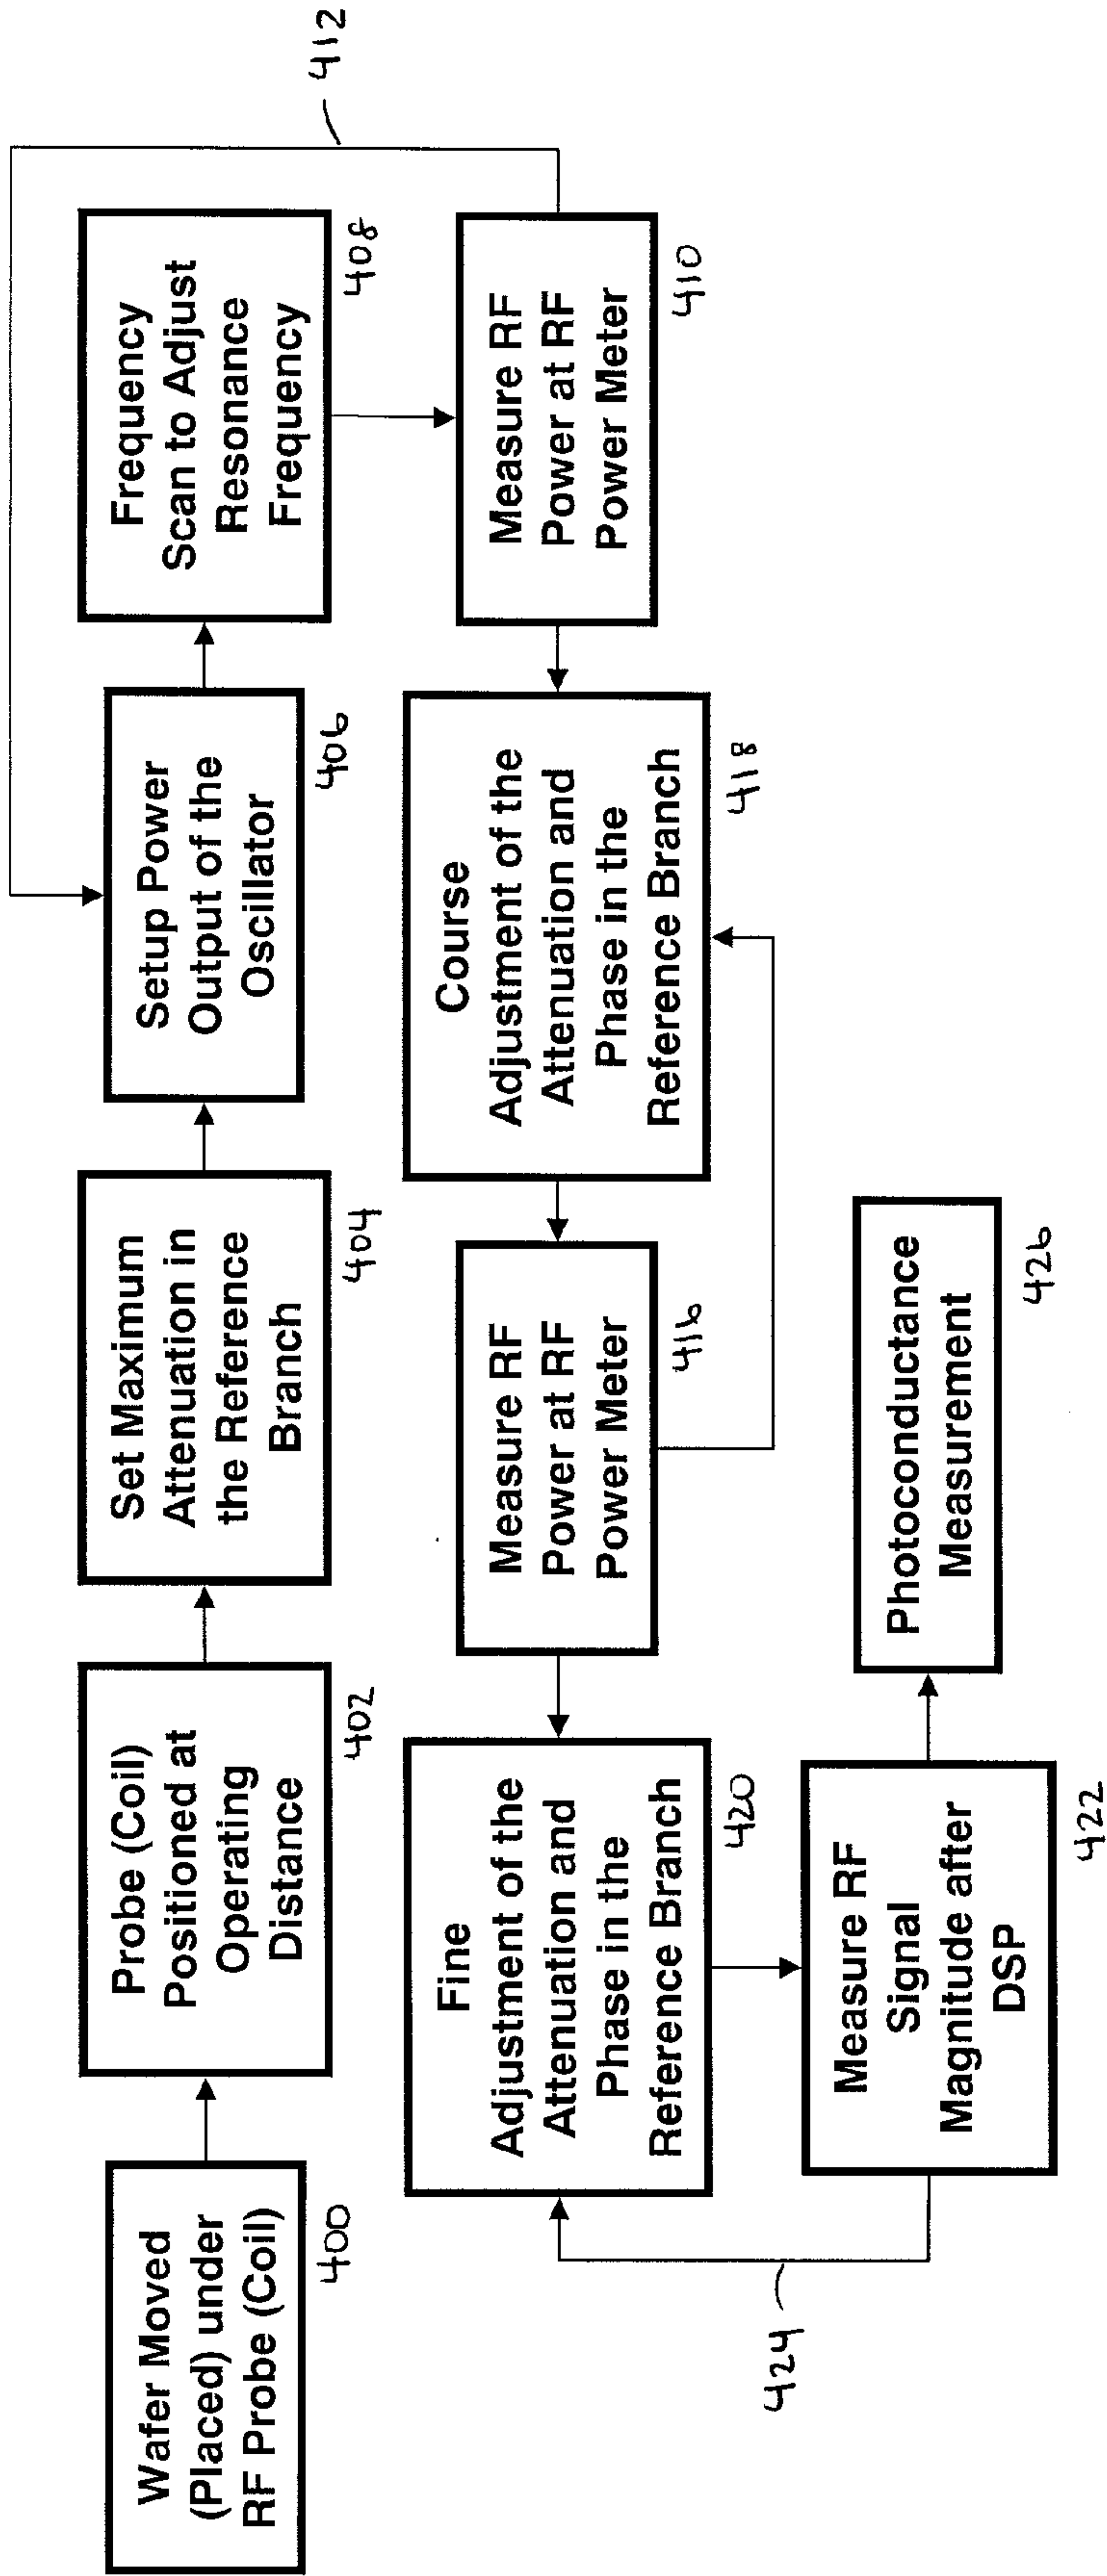 Wafer Moved
(Placed) under
RF Probe (Coil)
400
Probe (Coil)
Positioned at
Operating
Distance
402
Set Maximum
Attenuation in
the Reference
Branch
404
Setup Power
Output of the
Oscillator
406
Frequency
Scan to Adjust
Resonance
Frequency
408
412
Measure RF
Power at RF
Power Meter
410
Course
Adjustment of the
Attenuation and
Phase in the
Reference Branch
418
Measure RF
Power at RF
Power Meter
416
Fine
Adjustment of the
Attenuation and
Phase in the
Reference Branch
420
Measure RF
Signal
Magnitude after
DSP
422
424
Photoconductance
Measurement
426